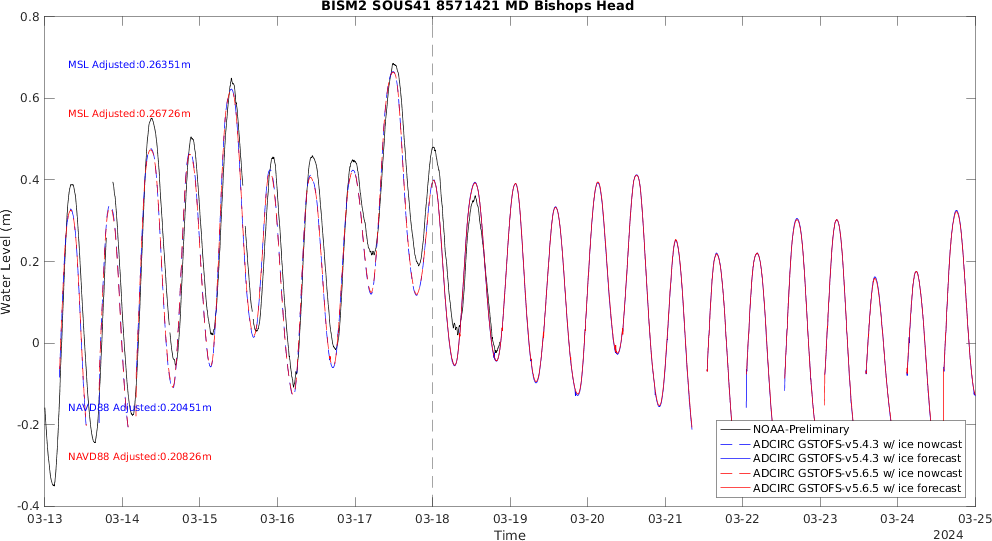 BISM2 SOUS41 8571421 MD Bishops Head
0.8
0.6
0.4
0.2
0
-0.2
-0.4
Water Level (m)
MSL Adjusted:0.26351m
MSL Adjusted:0.26726m
NAVD88 Adjusted:0.20451m
NAVD88 Adjusted:0.20826m
NOAA-Preliminary
ADCIRC GSTOFS-v5.4.3 w/ ice nowcast
ADCIRC GSTOFS-v5.4.3 w/ ice forecast
ADCIRC GSTOFS-v5.6.5 w/ ice nowcast
ADCIRC GSTOFS-v5.6.5 w/ ice forecast
03-13 03-14 03-15 03-16 03-17 03-18 03-19 03-20 03-21 03-22 03-23 03-24 03-25
Time
2024